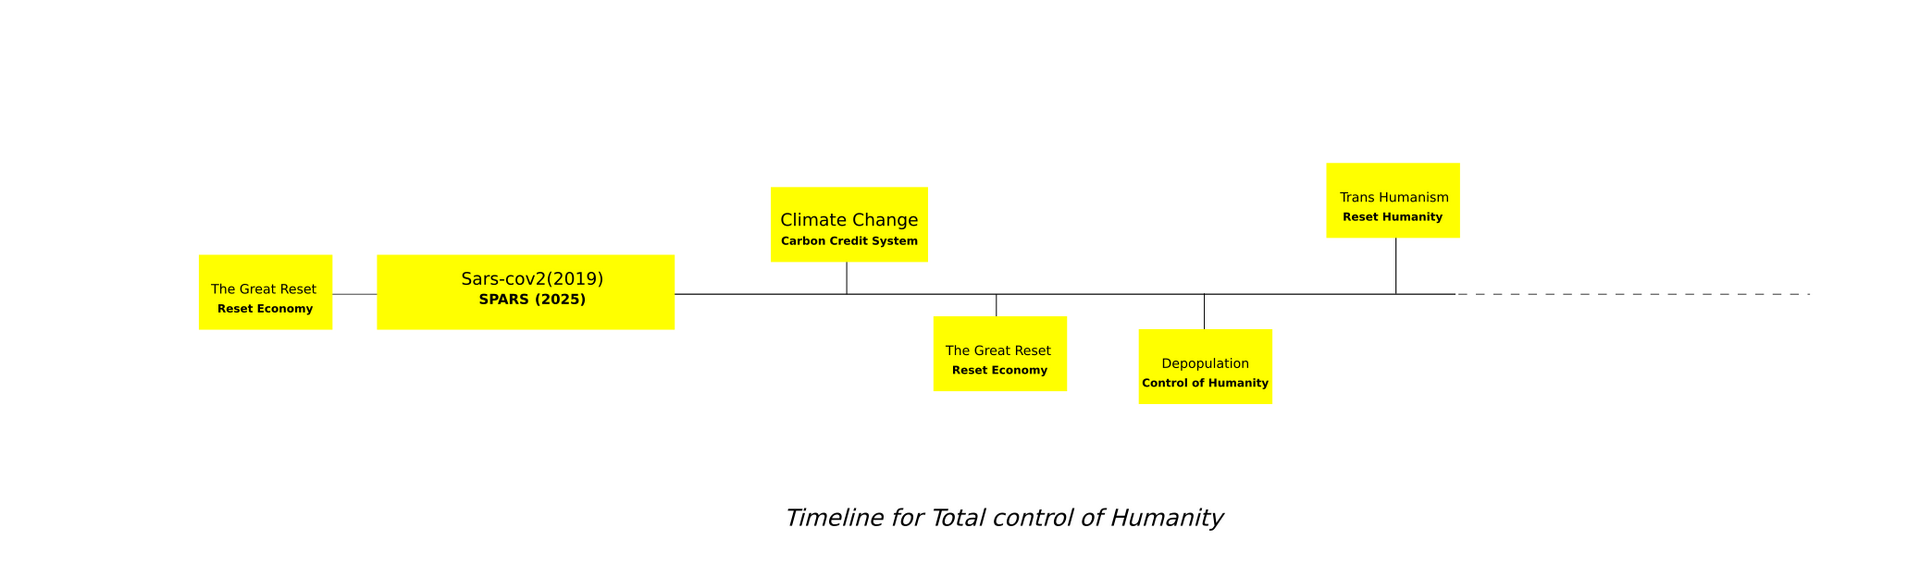 The Great Reset
Reset Economy
Sars-cov2(2019)
SPARS (2025)
Climate Change
Carbon Credit System
The Great Reset
Reset Economy
Depopulation
Control of Humanity
Trans Humanism
Reset Humanity
Timeline for Total control of Humanity